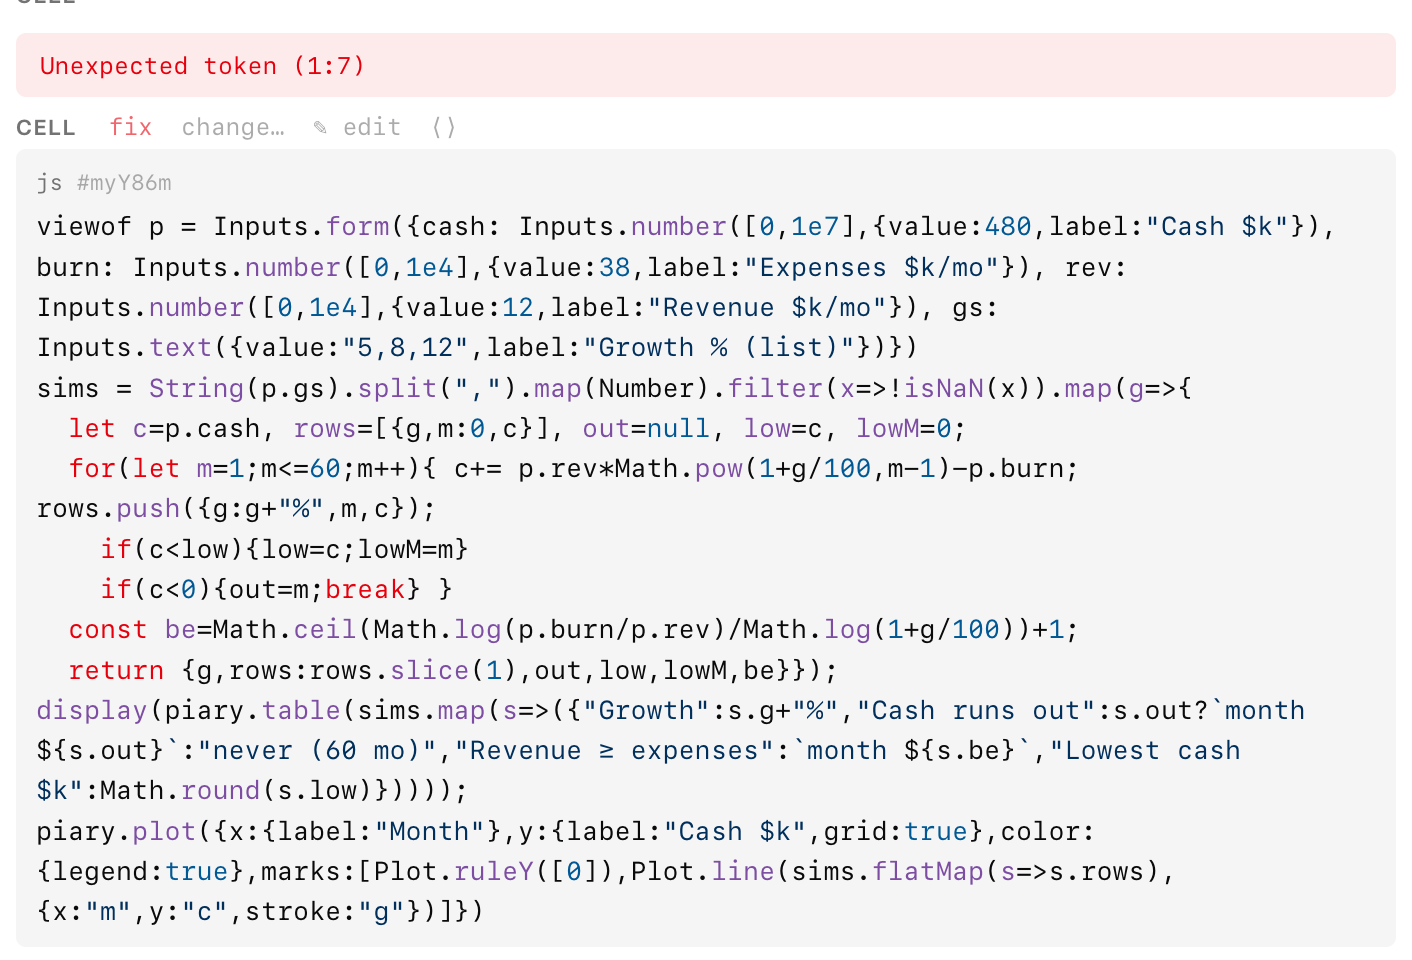 CELL
Unexpected token (1:7)
CELL fix change… ✎ edit ⟨⟩
js #myY86m
viewof p = Inputs.form({cash: Inputs.number([0,1e7],{value:480,label:"Cash $k"}),
burn: Inputs.number([0,1e4],{value:38,label:"Expenses $k/mo"}), rev:
Inputs.number([0,1e4],{value:12,label:"Revenue $k/mo"}), gs:
Inputs.text({value:"5,8,12",label:"Growth % (list)"})})
sims = String(p.gs).split(",").map(Number).filter(x=>!isNaN(x)).map(g=>{
  let c=p.cash, rows=[{g,m:0,c}], out=null, low=c, lowM=0;
  for(let m=1;m<=60;m++){ c+= p.rev*Math.pow(1+g/100,m-1)-p.burn;
rows.push({g:g+"%",m,c});
    if(c<low){low=c;lowM=m}
    if(c<0){out=m;break} }
  const be=Math.ceil(Math.log(p.burn/p.rev)/Math.log(1+g/100))+1;
  return {g,rows:rows.slice(1),out,low,lowM,be}});
display(piary.table(sims.map(s=>({"Growth":s.g+"%","Cash runs out":s.out?`month
${s.out}`:"never (60 mo)","Revenue ≥ expenses":`month ${s.be}`,"Lowest cash
$k":Math.round(s.low)}))));
piary.plot({x:{label:"Month"},y:{label:"Cash $k",grid:true},color:
{legend:true},marks:[Plot.ruleY([0]),Plot.line(sims.flatMap(s=>s.rows),
{x:"m",y:"c",stroke:"g"})]})